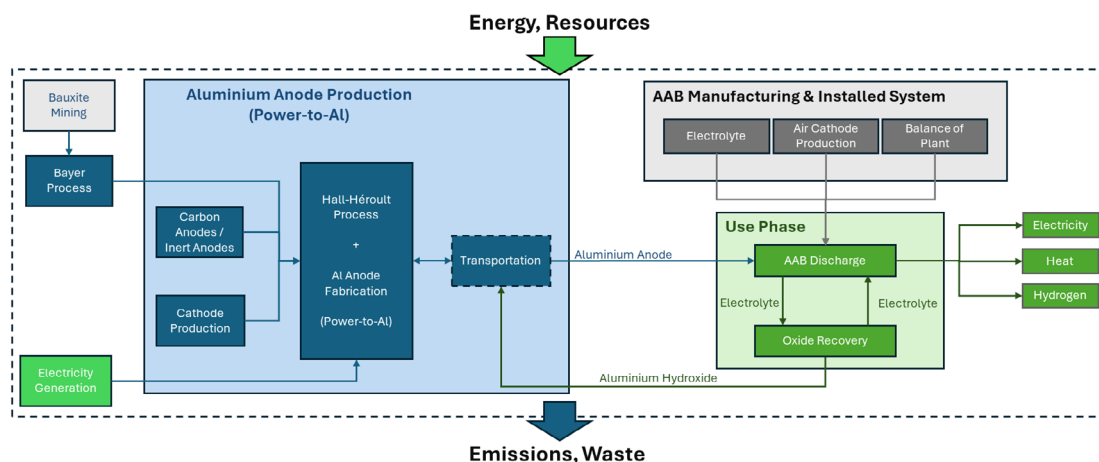 Energy, Resources
Bauxite
Mining
Bayer
Process
Electricity
Generation
Aluminium Anode Production
(Power-to-Al)
Carbon
Anodes /
Inert Anodes
Cathode
Production
Hall-Héroult
Process
+
Al Anode
Fabrication
(Power-to-Al)
Transportation
Aluminium Anode
Aluminium Hydroxide
AAB Manufacturing & Installed System
Electrolyte
Air Cathode
Production
Balance of
Plant
Use Phase
AAB Discharge
Electrolyte
Electrolyte
Oxide Recovery
Electricity
Heat
Hydrogen
Emissions, Waste